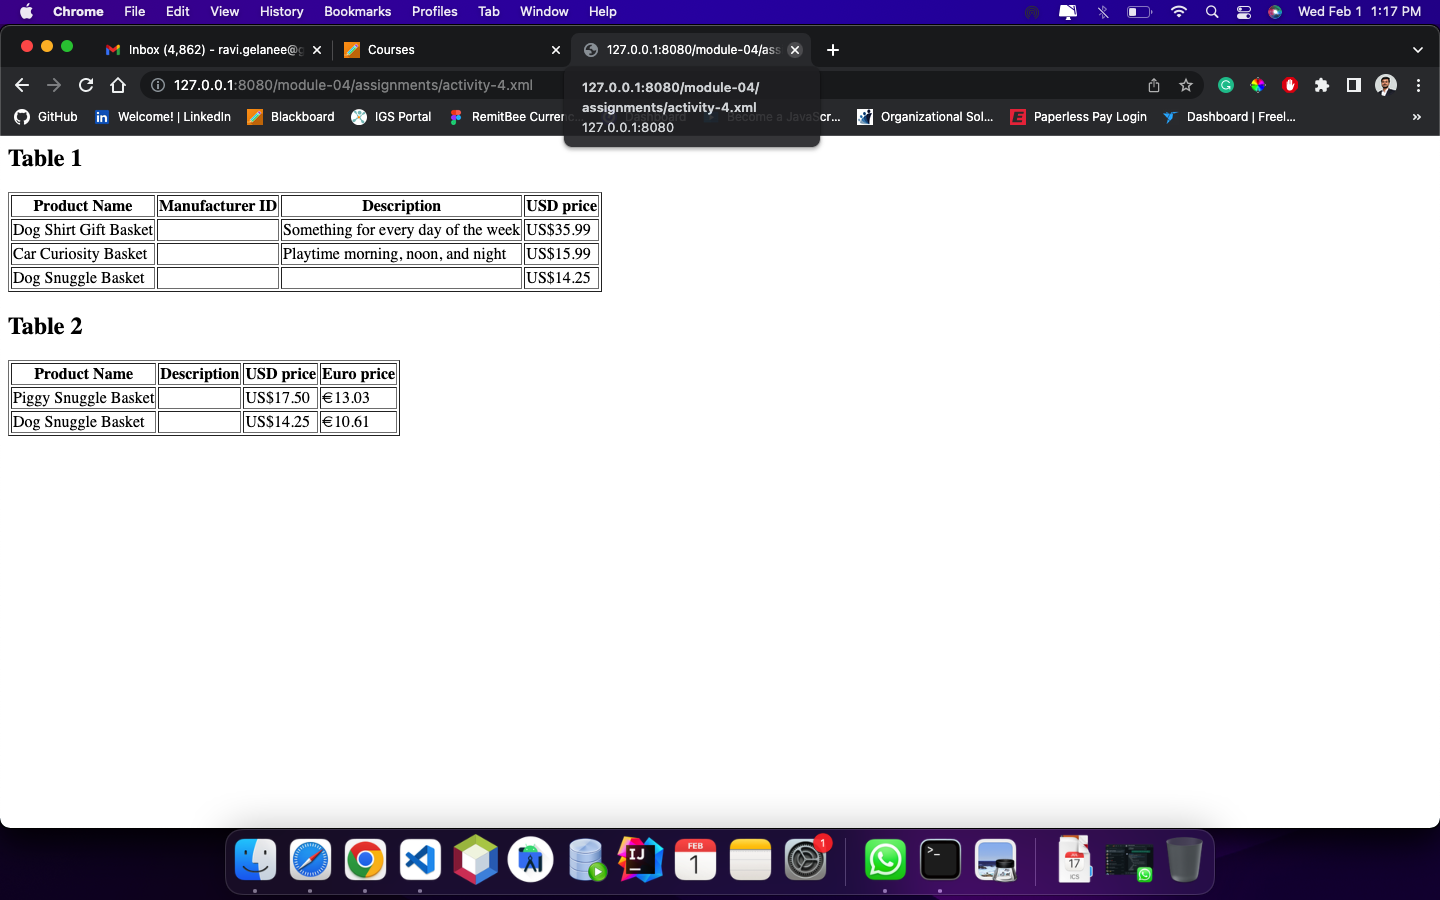 Chrome File Edit View History Bookmarks Profiles Tab Window Help Wed Feb 1 1:17 PM
Inbox (4,862) - ravi.gelanee@g Courses 127.0.0.1:8080/module-04/ass
127.0.0.1:8080/module-04/assignments/activity-4.xml
127.0.0.1:8080/module-04/
assignments/activity-4.xml
127.0.0.1:8080
GitHub Welcome! | LinkedIn Blackboard IGS Portal RemitBee Curren... Dashboard Become a JavaScr... Organizational Sol... Paperless Pay Login Dashboard | Freel... »
Table 1
Product Name Manufacturer ID Description USD price
Dog Shirt Gift Basket Something for every day of the week US$35.99
Car Curiosity Basket Playtime morning, noon, and night US$15.99
Dog Snuggle Basket US$14.25
Table 2
Product Name Description USD price Euro price
Piggy Snuggle Basket US$17.50 €13.03
Dog Snuggle Basket US$14.25 €10.61
IJ
FEB
1
1
>_
17
ICS